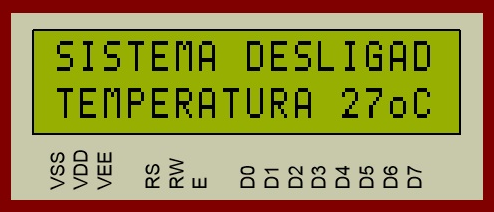 SISTEMA DESLIGAD
TEMPERATURA 27oC
VSS VDD VEE RS RW E D0 D1 D2 D3 D4 D5 D6 D7